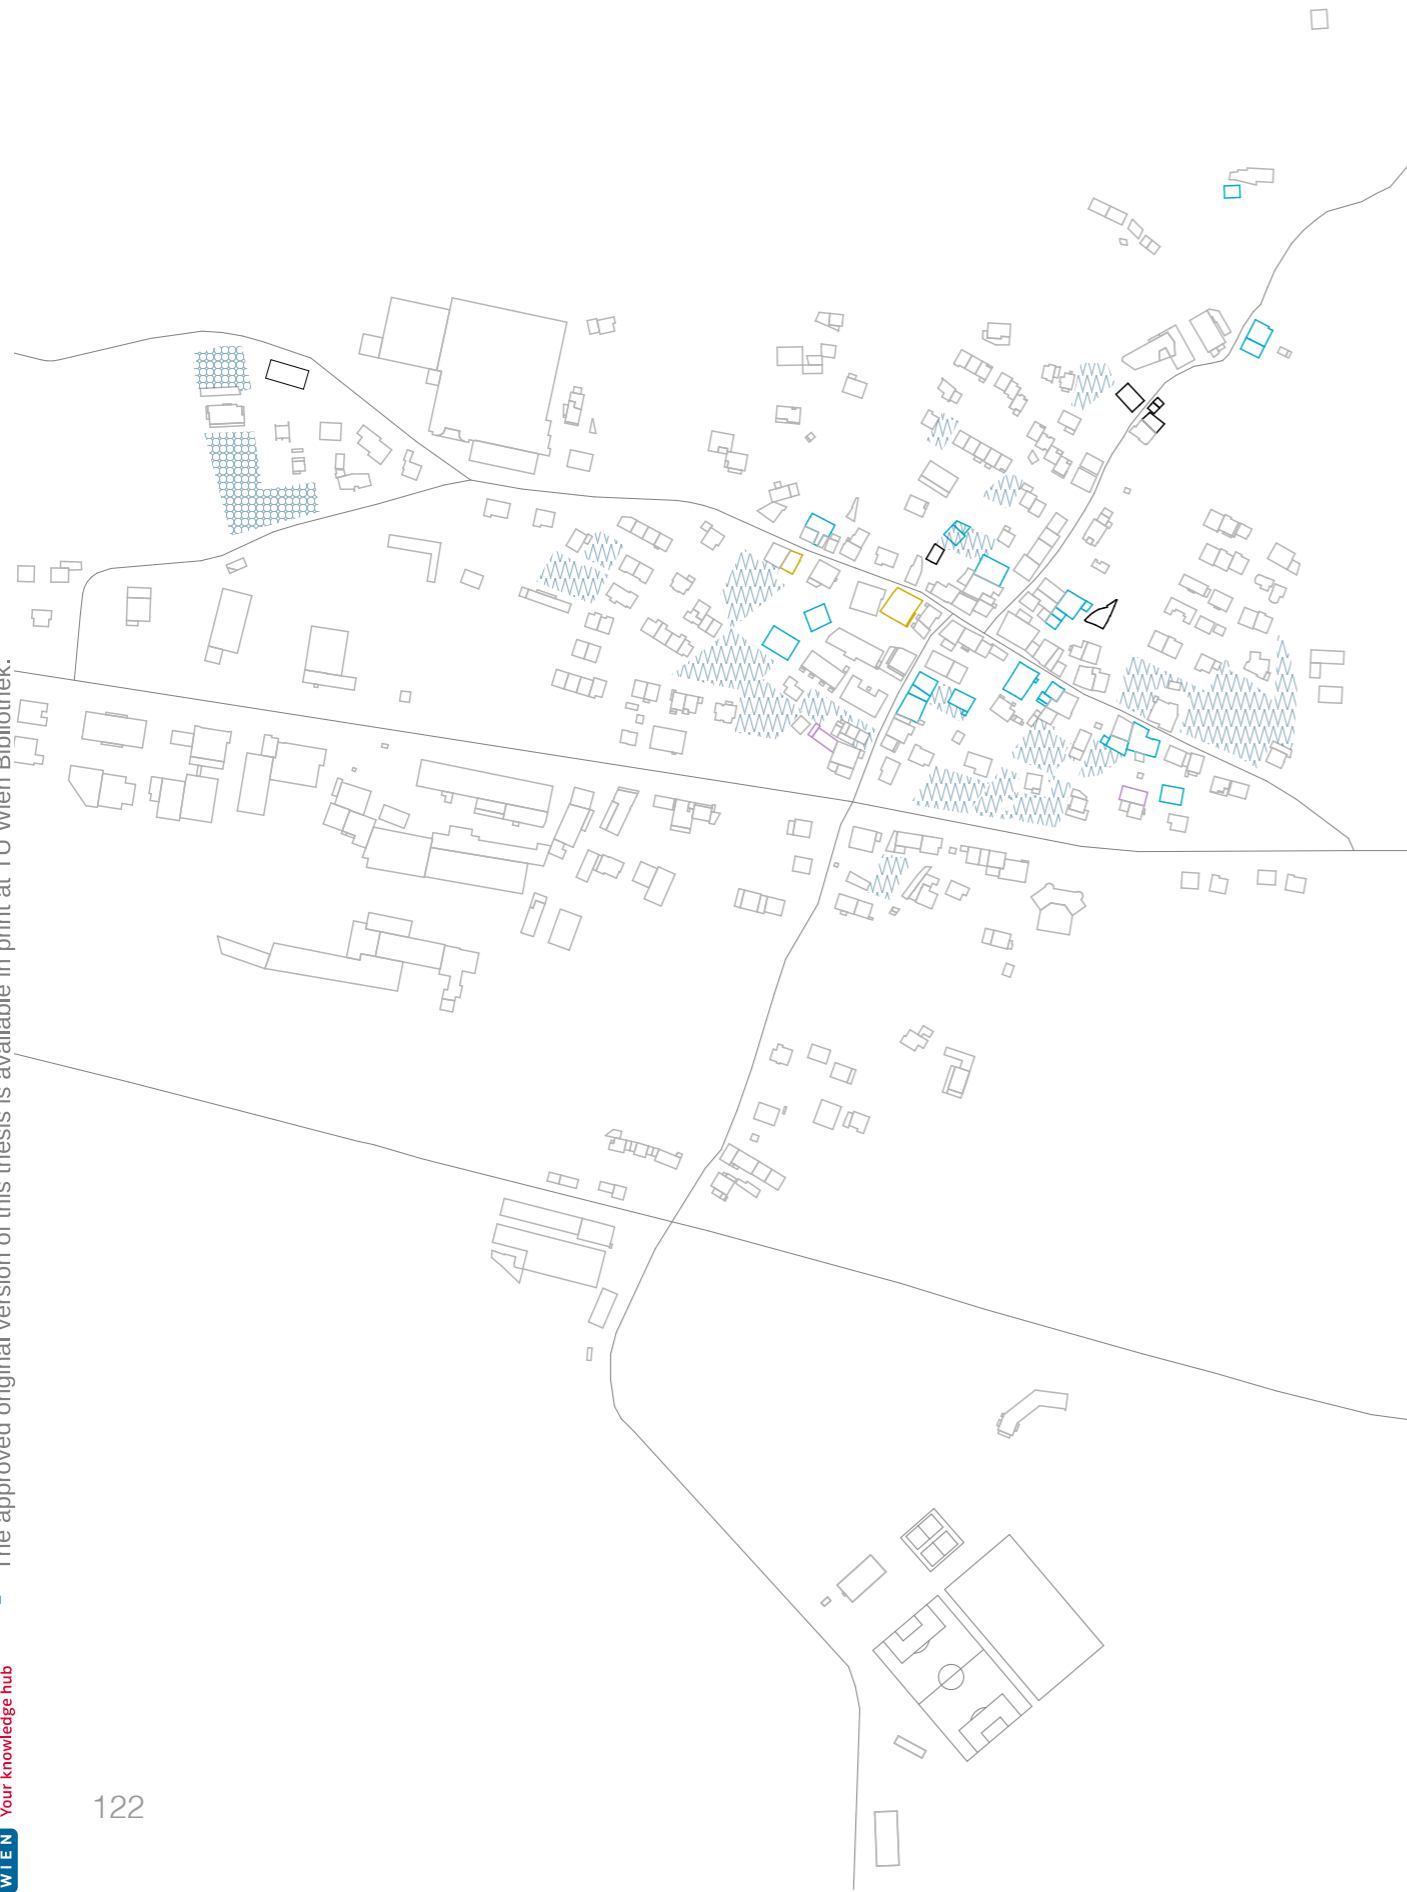 The approved original version of this thesis is available in print at TU Wien Bibliothek.
Your knowledge hub
WIEN
122